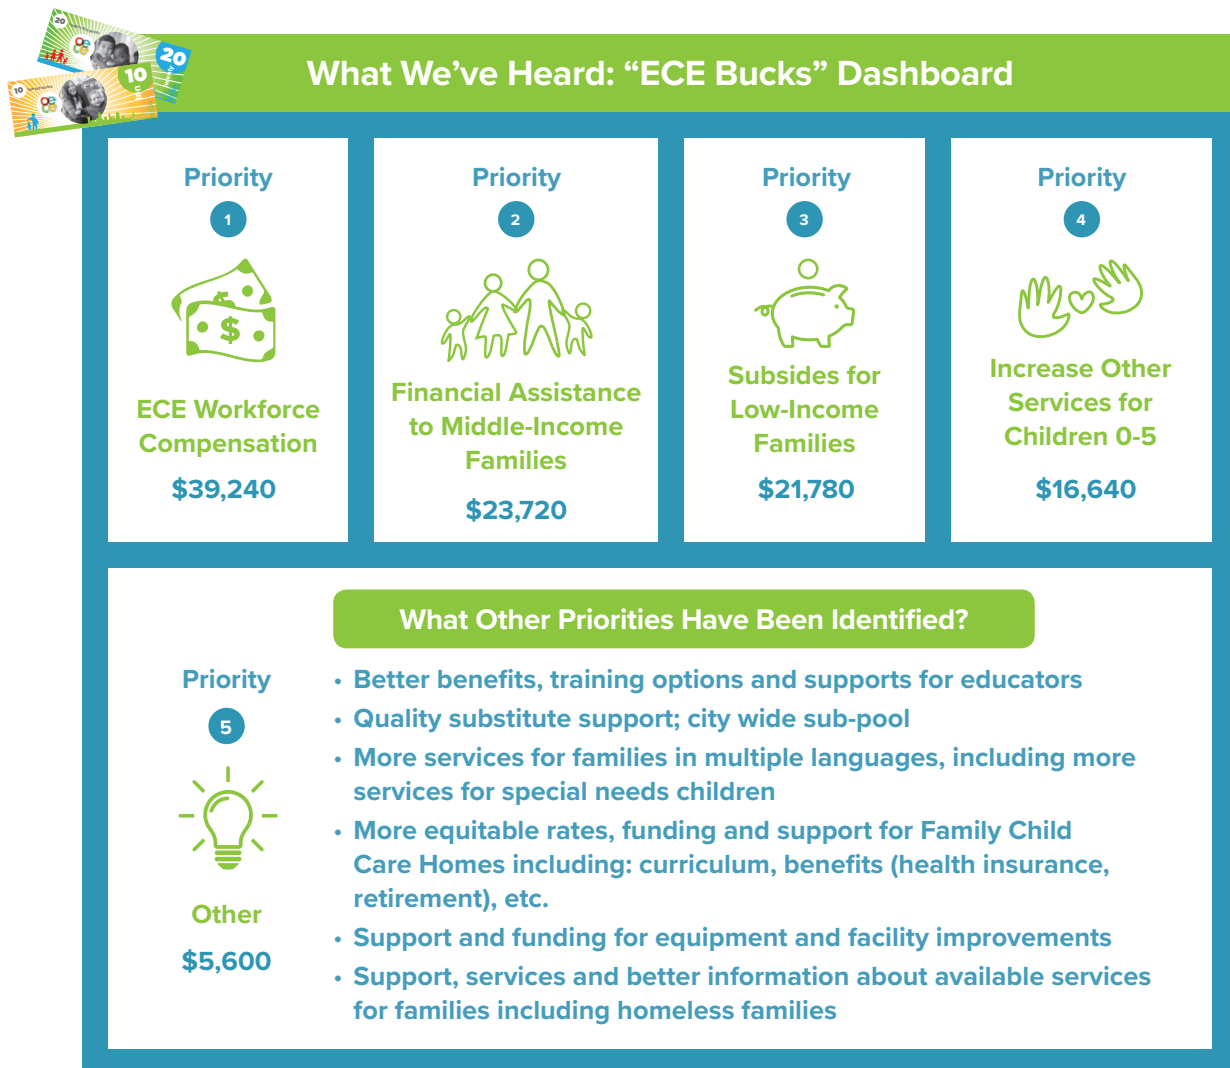 What We've Heard: “ECE Bucks” Dashboard
20
20
10
10
Priority
1
$
$
ECE Workforce
Compensation
$39,240
Priority
2
Financial Assistance
to Middle-Income
Families
$23,720
Priority
3
Subsides for
Low-Income
Families
$21,780
Priority
4
Increase Other
Services for
Children 0-5
$16,640
What Other Priorities Have Been Identified?
Priority
5
Other
$5,600
• Better benefits, training options and supports for educators
• Quality substitute support; city wide sub-pool
• More services for families in multiple languages, including more
services for special needs children
• More equitable rates, funding and support for Family Child
Care Homes including: curriculum, benefits (health insurance,
retirement), etc.
• Support and funding for equipment and facility improvements
• Support, services and better information about available services
for families including homeless families